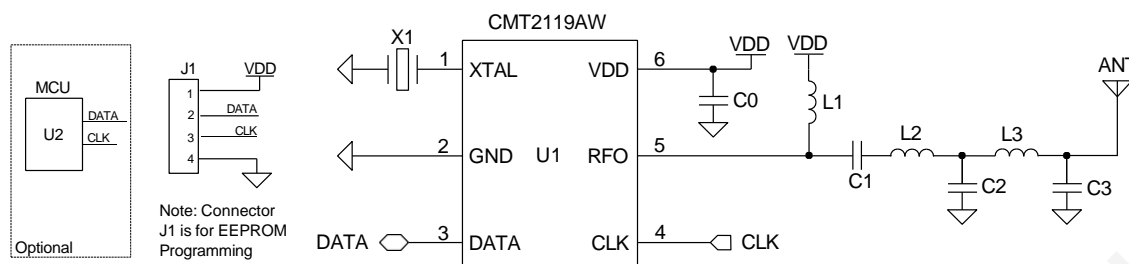 CMT2119AW
X1
1
XTAL
VDD
6
VDD
VDD
ANT
J1
VDD
MCU
1
DATA
2
DATA
U2
CLK
3
CLK
4
C0
L1
L2
L3
2
GND
U1
RFO
5
C1
C2
C3
Note: Connector
J1 is for EEPROM
Programming
Optional
DATA
3
DATA
CLK
4
CLK